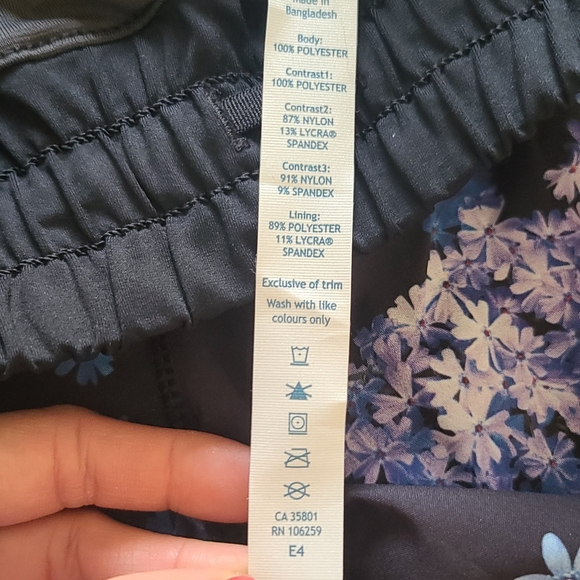 Made in
Bangladesh
Body:
100% POLYESTER
Contrast1:
100% POLYESTER
Contrast2:
87% NYLON
13% LYCRA®
SPANDEX
Contrast3:
91% NYLON
9% SPANDEX
Lining:
89% POLYESTER
11% LYCRA®
SPANDEX
Exclusive of trim
Wash with like
colours only
CA 35801
RN 106259
E4